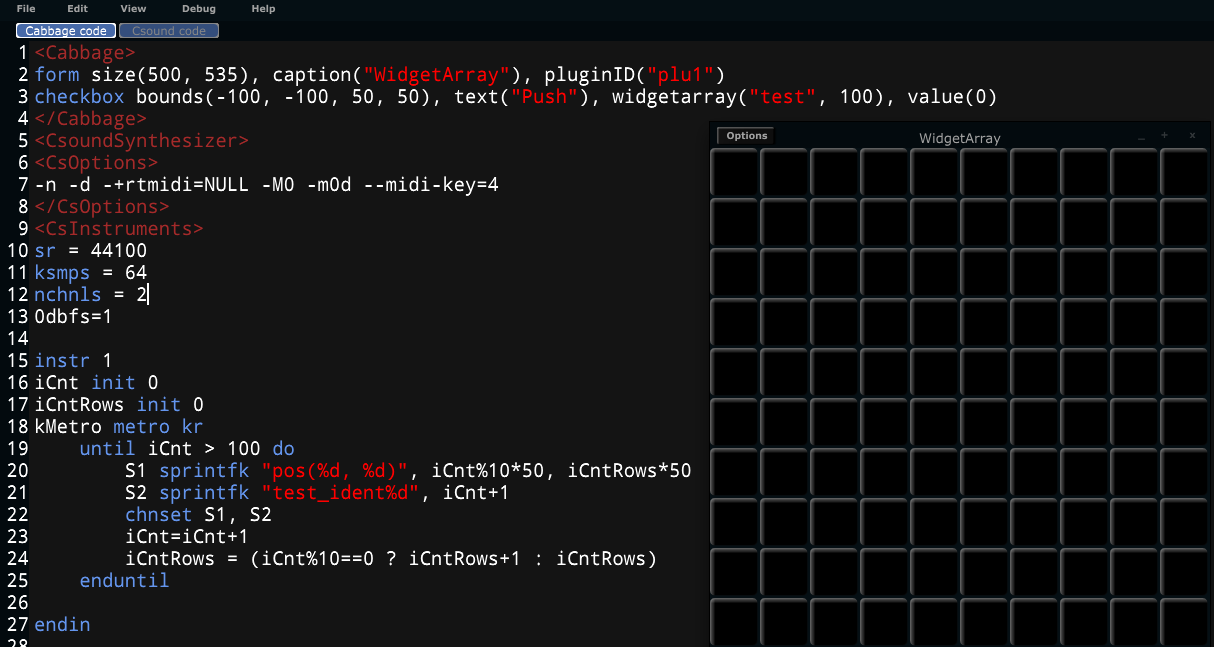 File Edit View Debug Help
Cabbage code Csound code
1 <Cabbage>
2 form size(500, 535), caption("WidgetArray"), pluginID("plu1")
3 checkbox bounds(-100, -100, 50, 50), text("Push"), widgetarray("test", 100), value(0)
4 </Cabbage>
5 <CsoundSynthesizer>
6 <CsOptions>
7 -n -d -+rtmidi=NULL -M0 -m0d --midi-key=4
8 </CsOptions>
9 <CsInstruments>
10 sr = 44100
11 ksmps = 64
12 nchnls = 2
13 0dbfs=1
14
15 instr 1
16 iCnt init 0
17 iCntRows init 0
18 kMetro metro kr
19     until iCnt > 100 do
20         S1 sprintfk "pos(%d, %d)", iCnt%10*50, iCntRows*50
21         S2 sprintfk "test_ident%d", iCnt+1
22         chnset S1, S2
23         iCnt=iCnt+1
24         iCntRows = (iCnt%10==0 ? iCntRows+1 : iCntRows)
25     enduntil
26
27 endin
28
Options WidgetArray